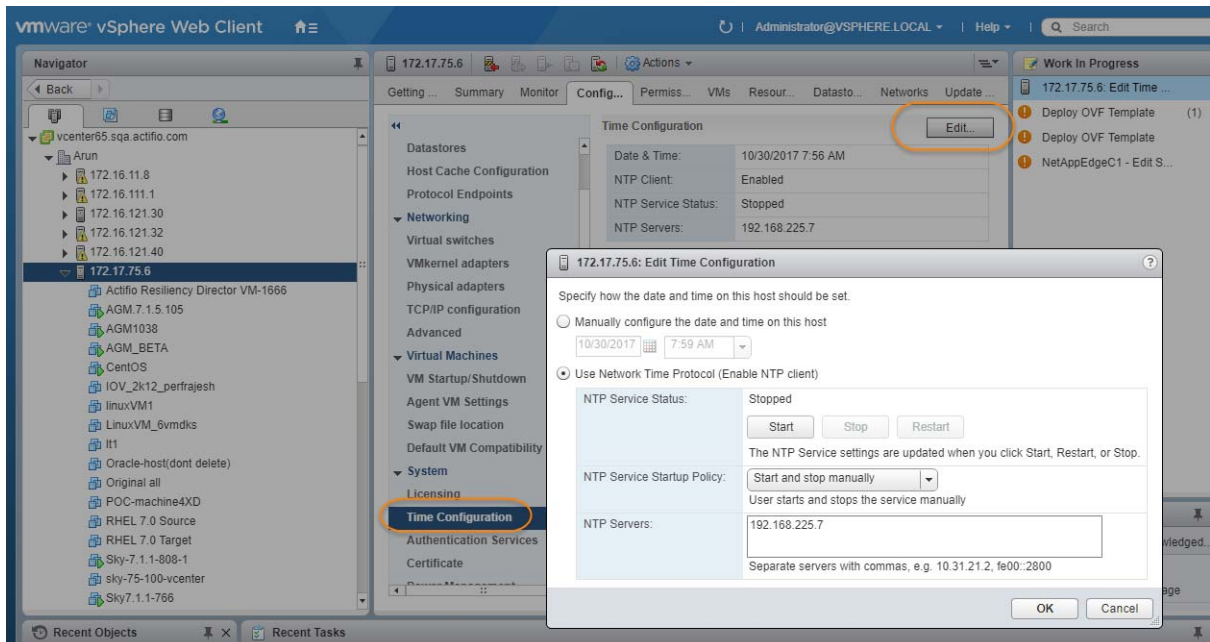 vmware® vSphere Web Client
Administrator@VSPHERE.LOCAL
Help
Search
Navigator
Back
vcenter65.sqa.actifio.com
Arun
172.16.11.8
172.16.111.1
172.16.121.30
172.16.121.32
172.16.121.40
172.17.75.6
Actifio Resiliency Director VM-1666
AGM.7.1.5.105
AGM1038
AGM_BETA
CentOS
IOV_2k12_perfrajesh
linuxVM1
LinuxVM_6vmdks
lt1
Oracle-host(dont delete)
Original all
POC-machine4XD
RHEL 7.0 Source
RHEL 7.0 Target
Sky-7.1.1-808-1
sky-75-100-vcenter
Sky7.1.1-766
172.17.75.6
Actions
Getting ... Summary Monitor Config... Permiss... VMs Resour... Datasto... Networks Update ...
Datastores
Host Cache Configuration
Protocol Endpoints
Networking
Virtual switches
VMkernel adapters
Physical adapters
TCP/IP configuration
Advanced
Virtual Machines
VM Startup/Shutdown
Agent VM Settings
Swap file location
Default VM Compatibility
System
Licensing
Time Configuration
Authentication Services
Certificate
Power Management
Time Configuration
Edit...
Date & Time: 10/30/2017 7:56 AM
NTP Client: Enabled
NTP Service Status: Stopped
NTP Servers: 192.168.225.7
172.17.75.6: Edit Time Configuration
Specify how the date and time on this host should be set.
Manually configure the date and time on this host
10/30/2017 7:59 AM
Use Network Time Protocol (Enable NTP client)
NTP Service Status: Stopped
Start Stop Restart
The NTP Service settings are updated when you click Start, Restart, or Stop.
NTP Service Startup Policy: Start and stop manually
User starts and stops the service manually
NTP Servers: 192.168.225.7
Separate servers with commas, e.g. 10.31.21.2, fe00::2800
OK Cancel
Work In Progress
172.17.75.6: Edit Time ...
Deploy OVF Template (1)
Deploy OVF Template
NetAppEdgeC1 - Edit S...
Recent Objects
Recent Tasks